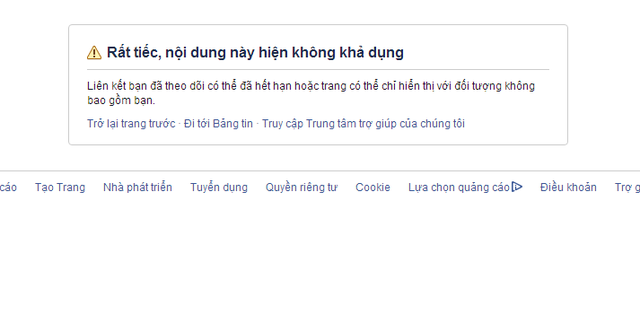 Rất tiếc, nội dung này hiện không khả dụng
Liên kết bạn đã theo dõi có thể đã hết hạn hoặc trang có thể chỉ hiển thị với đối tượng không
bao gồm bạn.
Trở lại trang trước · Đi tới Bảng tin · Truy cập Trung tâm trợ giúp của chúng tôi
cáo Tạo Trang Nhà phát triển Tuyển dụng Quyền riêng tư Cookie Lựa chọn quảng cáo Điều khoản Trợ g